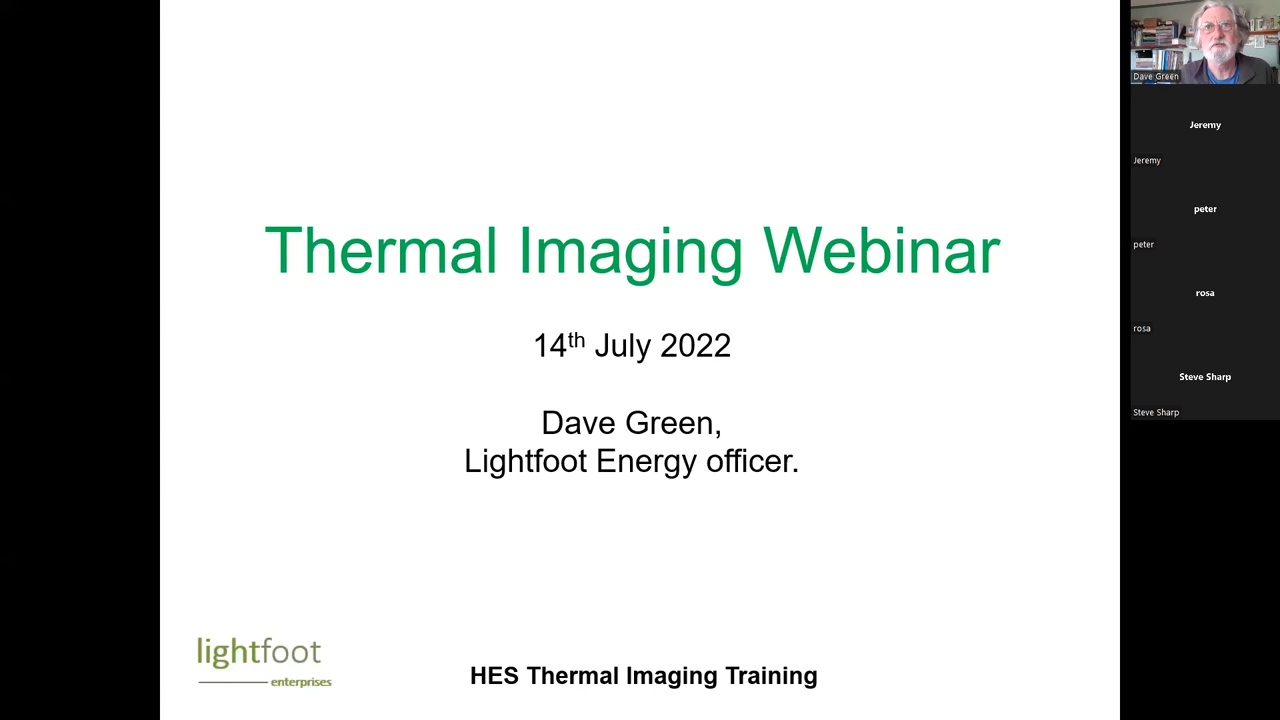 Thermal Imaging Webinar
14th July 2022
Dave Green,
Lightfoot Energy officer.
lightfoot
enterprises
HES Thermal Imaging Training
Dave Green
Jeremy
Jeremy
peter
peter
rosa
rosa
Steve Sharp
Steve Sharp